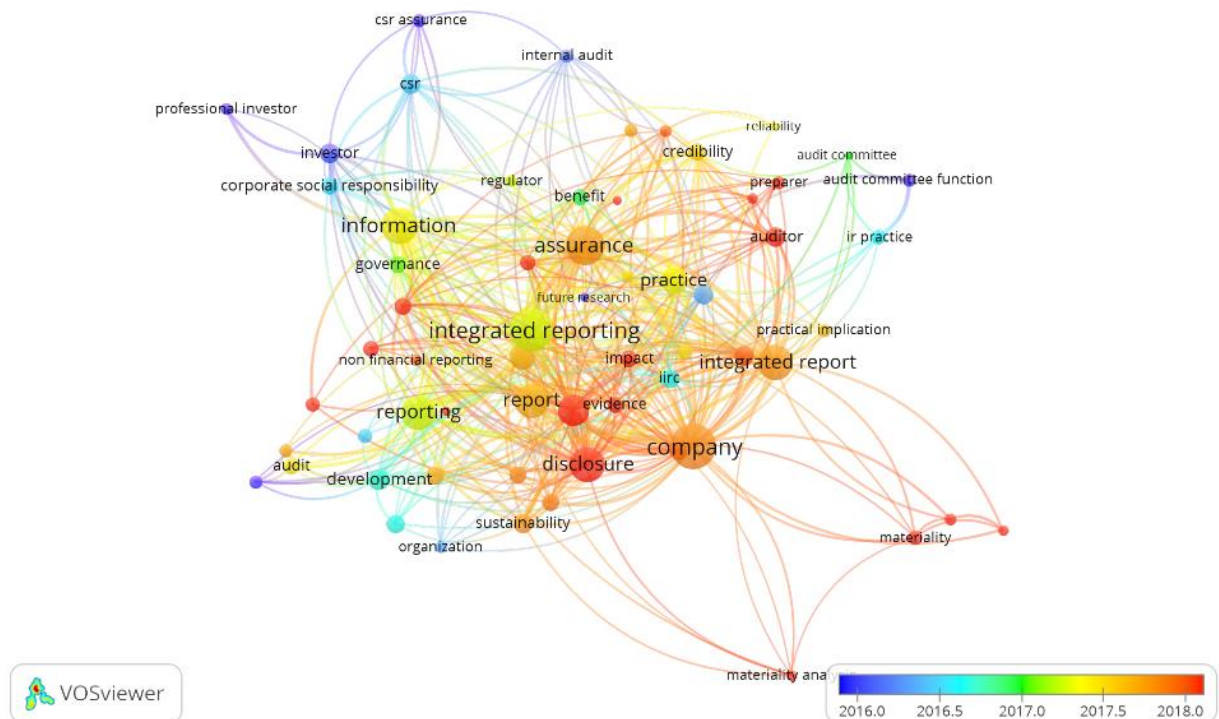 csr assurance
internal audit
csr
professional investor
reliability
investor
credibility
audit committee
corporate social responsibility
regulator
preparer
audit committee function
benefit
information
assurance
auditor
ir practice
governance
practice
future research
integrated reporting
practical implication
non financial reporting
impact
integrated report
iirc
report
evidence
reporting
company
audit
disclosure
development
sustainability
organization
materiality
materiality analysis
VOSviewer
2016.0 2016.5 2017.0 2017.5 2018.0